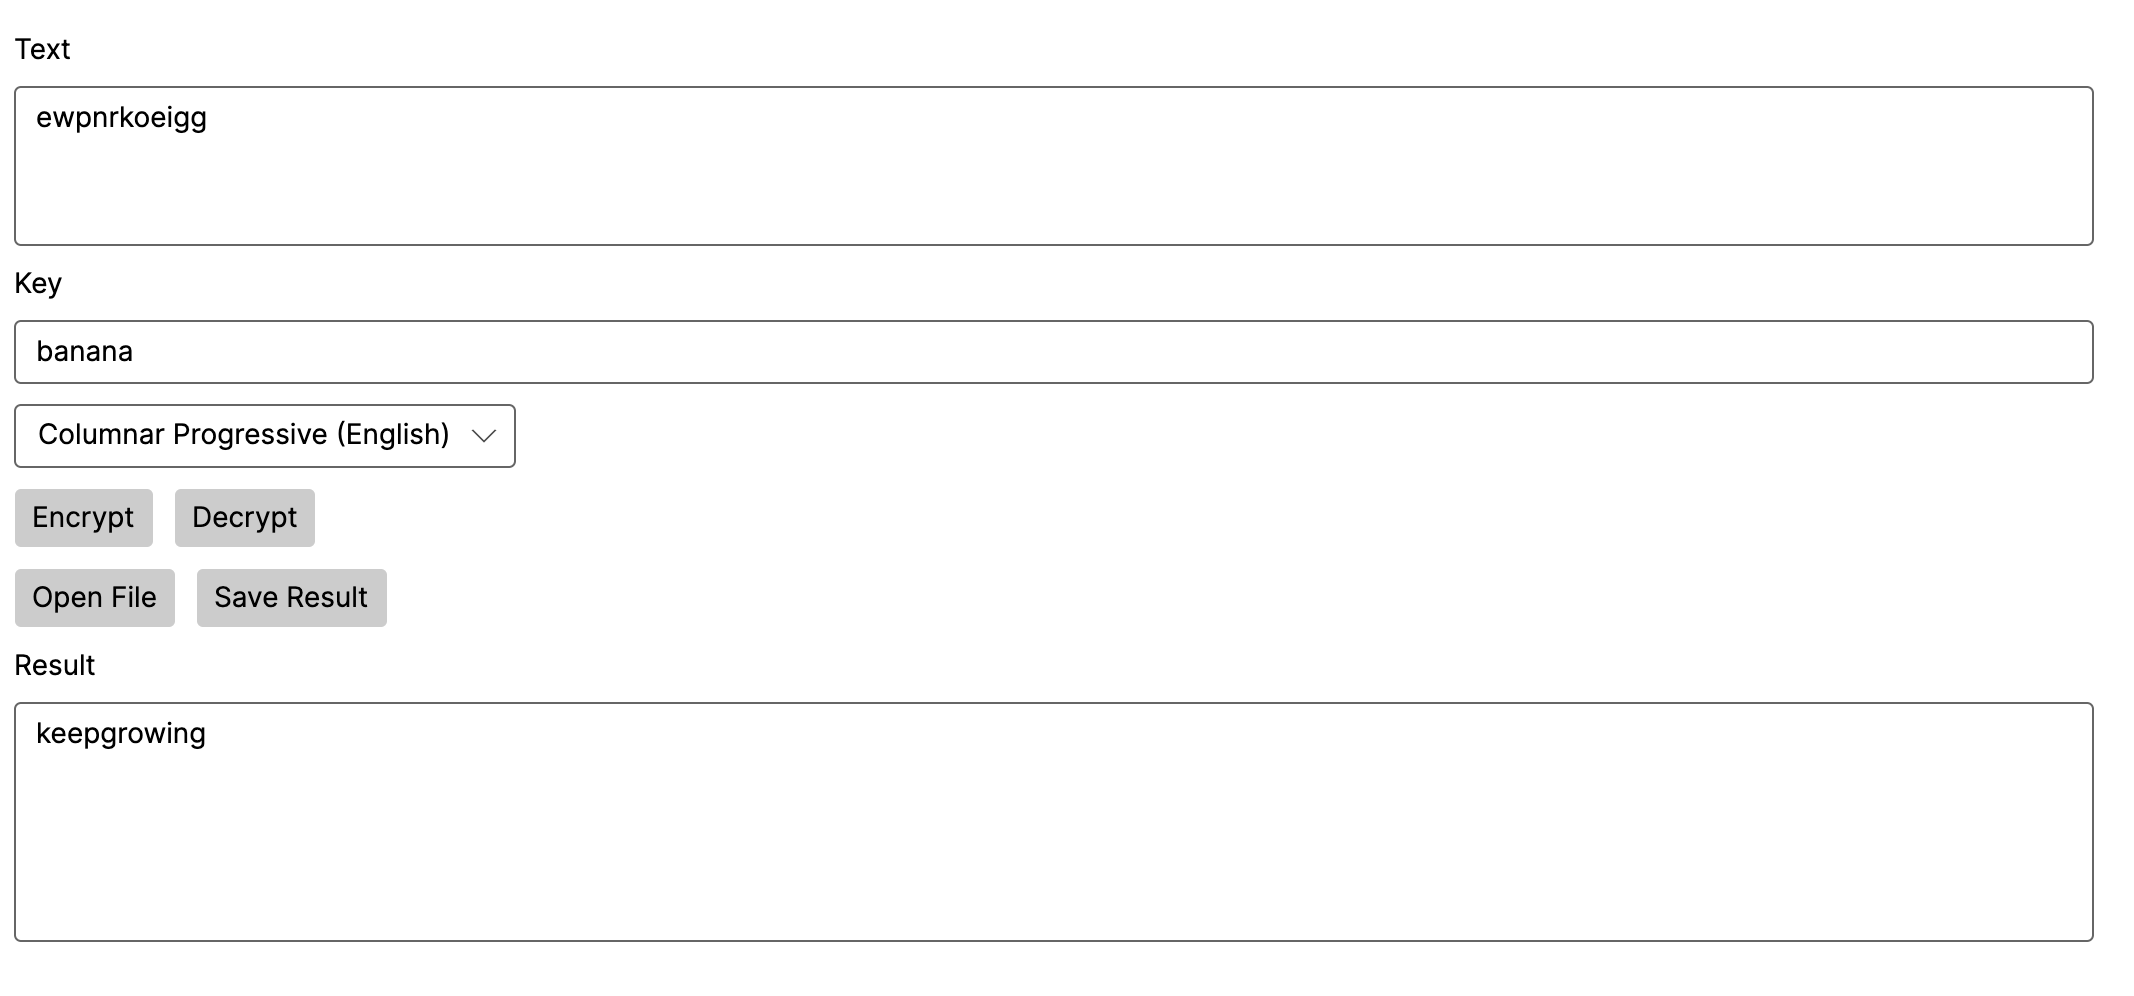 Text
ewpnrkoeigg
Key
banana
Columnar Progressive (English)
Encrypt Decrypt
Open File Save Result
Result
keepgrowing